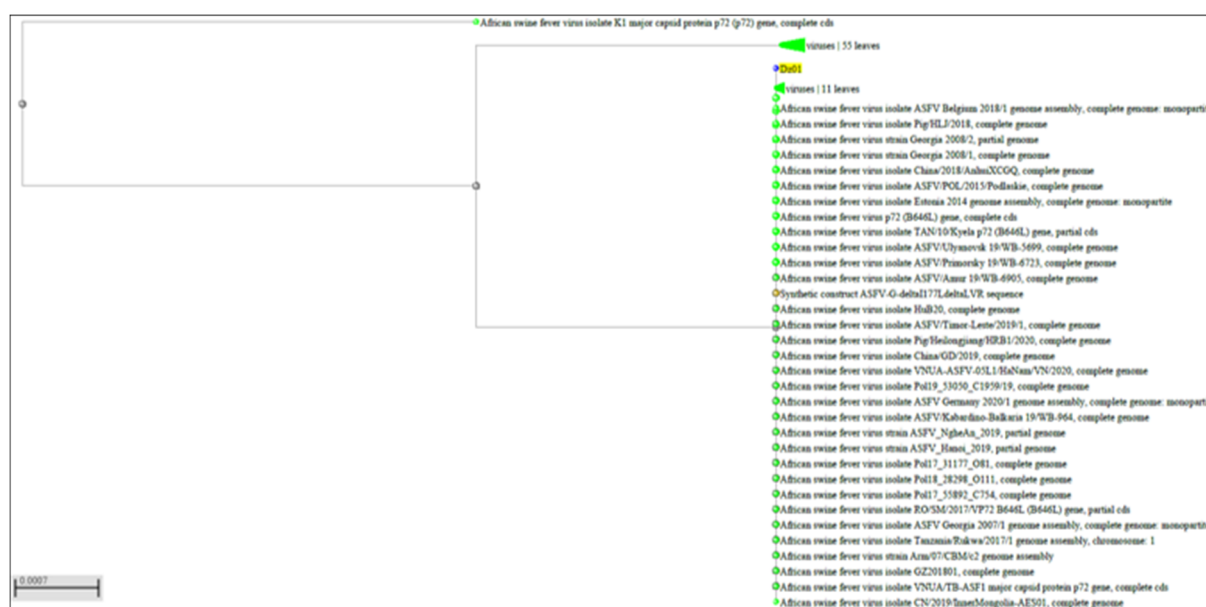 African swine fever virus isolate K1 major capsid protein p72 (p72) gene, complete cds
viruses | 55 leaves
Do01
viruses | 11 leaves
African swine fever virus isolate ASFV Belgium 2018/1 genome assembly, complete genome: monopartite
African swine fever virus isolate Pig/HLJ/2018, complete genome
African swine fever virus strain Georgia 2008/2, partial genome
African swine fever virus strain Georgia 2008/1, complete genome
African swine fever virus isolate China/2018/AnhuiXCGQ, complete genome
African swine fever virus isolate ASFV/POL/2015/Podlaskie, complete genome
African swine fever virus isolate Estonia 2014 genome assembly, complete genome: monopartite
African swine fever virus p72 (B646L) gene, complete cds
African swine fever virus isolate TAN/10/Kyela p72 (B646L) gene, partial cds
African swine fever virus isolate ASFV/Ulyanovsk 19/WB-5699, complete genome
African swine fever virus isolate ASFV/Primorsky 19/WB-6723, complete genome
African swine fever virus isolate ASFV/Amur 19/WB-6905, complete genome
Synthetic construct ASFV-G-deltaI177LdeltaLVR sequence
African swine fever virus isolate HuB20, complete genome
African swine fever virus isolate ASFV/Timor-Leste/2019/1, complete genome
African swine fever virus isolate Pig/Heilongjiang/HRB1/2020, complete genome
African swine fever virus isolate China/GD/2019, complete genome
African swine fever virus isolate VNUA-ASFV-05L1/HaNam/VN/2020, complete genome
African swine fever virus isolate Pol19_53050_C1959/19, complete genome
African swine fever virus isolate ASFV Germany 2020/1 genome assembly, complete genome: monopartit
African swine fever virus isolate ASFV/Kabardino-Balkaria 19/WB-964, complete genome
African swine fever virus strain ASFV_NgheAn_2019, partial genome
African swine fever virus strain ASFV_Hanoi_2019, partial genome
African swine fever virus isolate Pol17_31177_O81, complete genome
African swine fever virus isolate Pol18_28298_O111, complete genome
African swine fever virus isolate Pol17_55892_C754, complete genome
African swine fever virus isolate RO/SM/2017/VP72 B646L (B646L) gene, partial cds
African swine fever virus isolate ASFV Georgia 2007/1 genome assembly, complete genome: monopartite
African swine fever virus isolate Tanzania/Rukwa/2017/1 genome assembly, chromosome: 1
African swine fever virus strain Arm/07/CBM/c2 genome assembly
African swine fever virus isolate GZ201801, complete genome
African swine fever virus isolate VNUA/TB-ASF1 major capsid protein p72 gene, complete cds
African swine fever virus isolate CN/2019/InnerMongolia-AES01, complete genome
0.0007